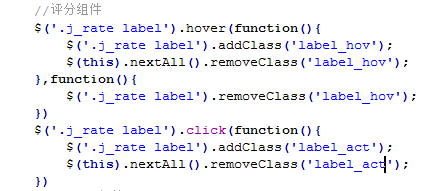 //评分组件
$('.j_rate label').hover(function(){
$('.j_rate label').addClass('label_hov');
$(this).nextAll().removeClass('label_hov');
},function(){
$('.j_rate label').removeClass('label_hov');
})
$('.j_rate label').click(function(){
$('.j_rate label').addClass('label_act');
$(this).nextAll().removeClass('label_act');
})